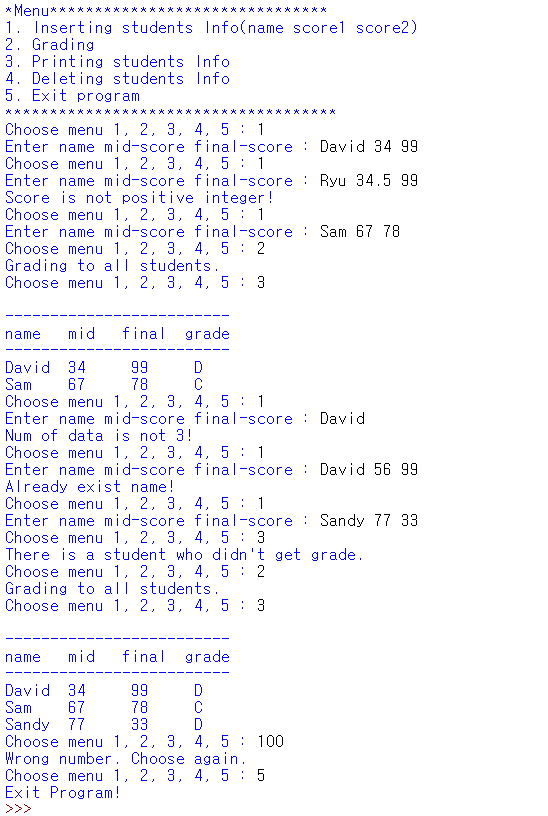 *Menu*******************************
1. Inserting students Info(name score1 score2)
2. Grading
3. Printing students Info
4. Deleting students Info
5. Exit program
*************************************
Choose menu 1, 2, 3, 4, 5 : 1
Enter name mid-score final-score : David 34 99
Choose menu 1, 2, 3, 4, 5 : 1
Enter name mid-score final-score : Ryu 34.5 99
Score is not positive integer!
Choose menu 1, 2, 3, 4, 5 : 1
Enter name mid-score final-score : Sam 67 78
Choose menu 1, 2, 3, 4, 5 : 2
Grading to all students.
Choose menu 1, 2, 3, 4, 5 : 3
-------------------------
name mid final grade
-------------------------
David 34 99 D
Sam 67 78 C
Choose menu 1, 2, 3, 4, 5 : 1
Enter name mid-score final-score : David
Num of data is not 3!
Choose menu 1, 2, 3, 4, 5 : 1
Enter name mid-score final-score : David 56 99
Already exist name!
Choose menu 1, 2, 3, 4, 5 : 1
Enter name mid-score final-score : Sandy 77 33
Choose menu 1, 2, 3, 4, 5 : 3
There is a student who didn't get grade.
Choose menu 1, 2, 3, 4, 5 : 2
Grading to all students.
Choose menu 1, 2, 3, 4, 5 : 3
-------------------------
name mid final grade
-------------------------
David 34 99 D
Sam 67 78 C
Sandy 77 33 D
Choose menu 1, 2, 3, 4, 5 : 100
Wrong number. Choose again.
Choose menu 1, 2, 3, 4, 5 : 5
Exit Program!
>>>